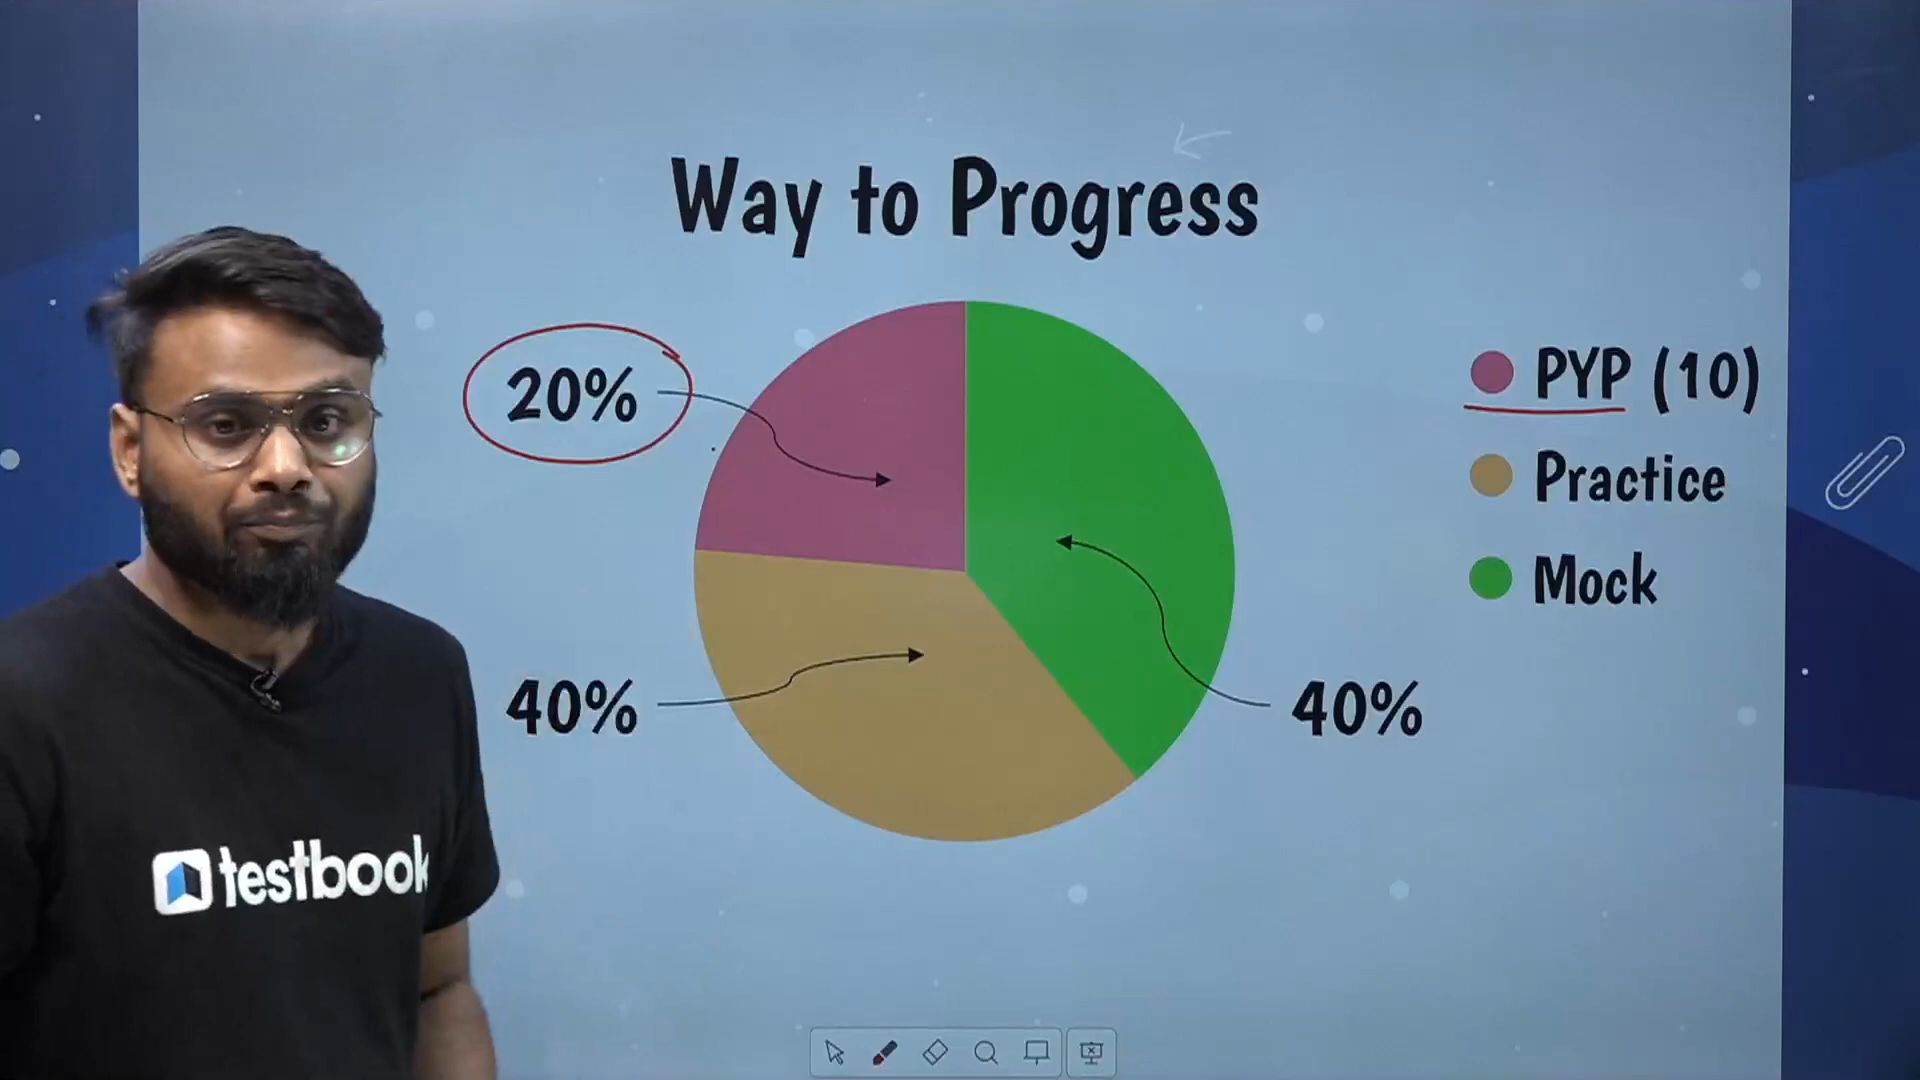 Way to Progress
20%
PYP (10)
Practice
Mock
40%
40%
testbook